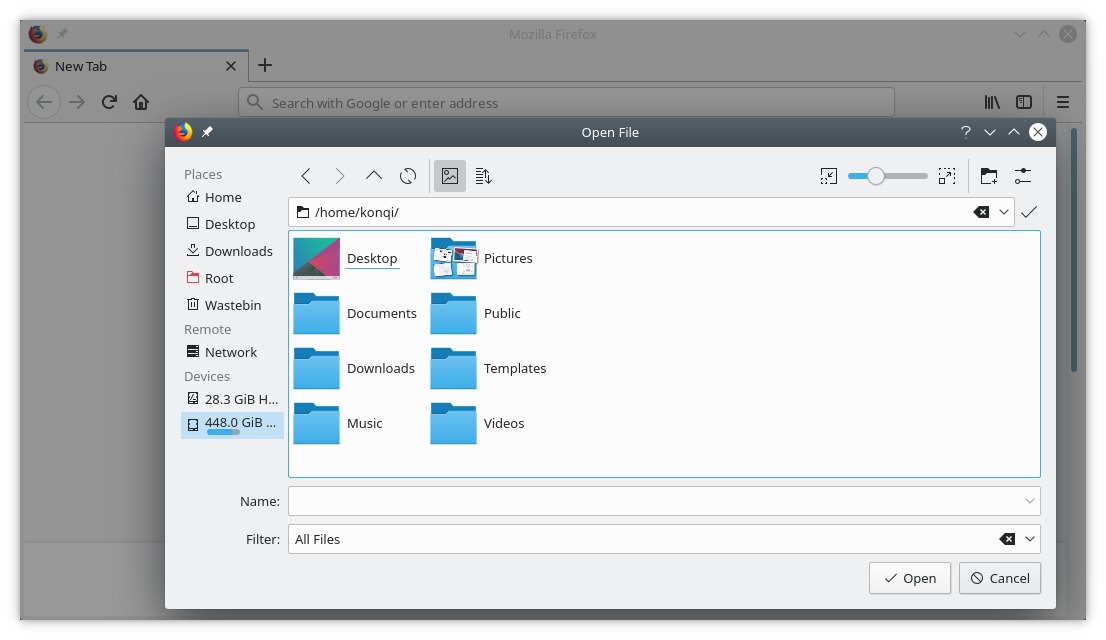 Mozilla Firefox
New Tab
Search with Google or enter address
Open File
?
Places
Home
Desktop
Downloads
Root
Wastebin
Remote
Network
Devices
28.3 GiB H...
448.0 GiB ...
/home/konqi/
Desktop
Pictures
Documents
Public
Downloads
Templates
Music
Videos
Name:
Filter:
All Files
Open
Cancel